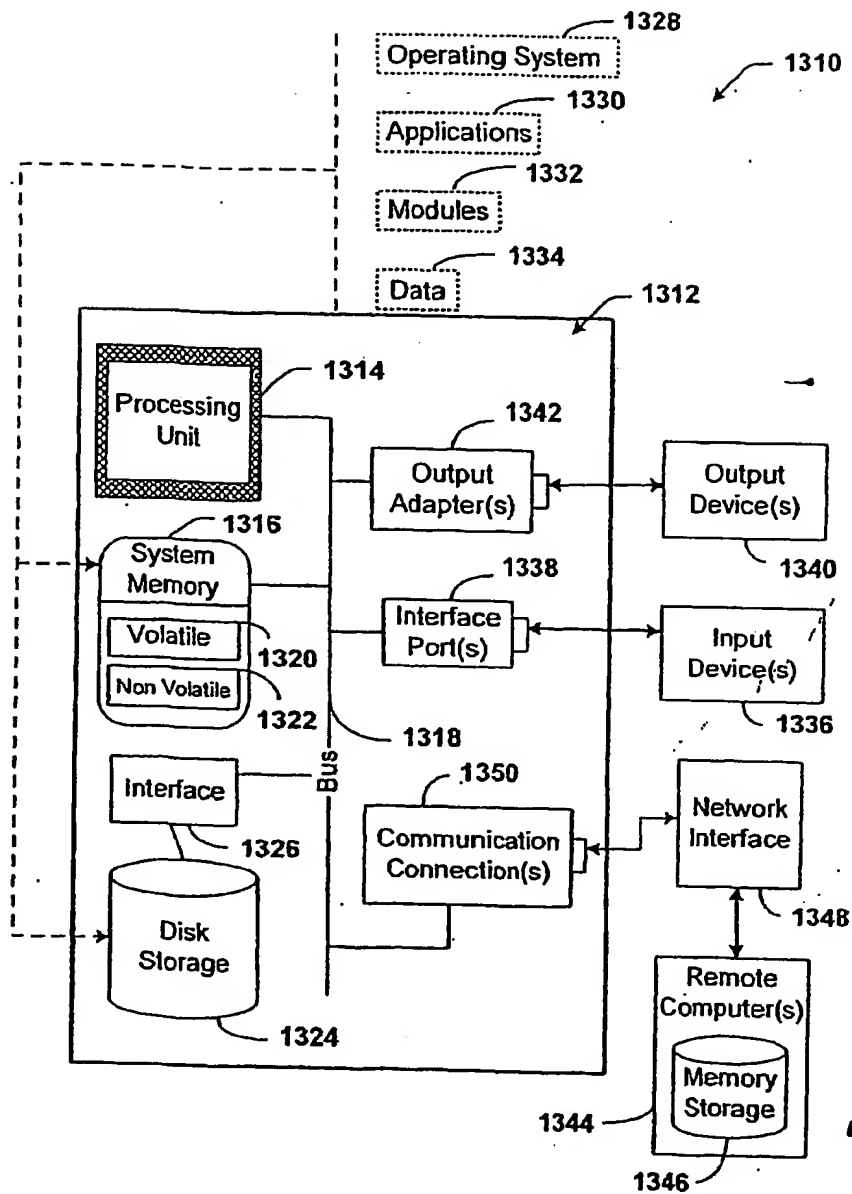 1328
Operating System
1310
1330
Applications
1332
Modules
1334
Data
1312
1314
Processing
Unit
1342
Output
Adapter(s)
Output
Device(s)
1340
1316
System
Memory
Volatile
1320
Non Volatile
1322
1338
Interface
Port(s)
Input
Device(s)
1336
1318
Bus
Interface
1326
1350
Communication
Connection(s)
Network
Interface
1348
Disk
Storage
1324
Remote
Computer(s)
Memory
Storage
1344
1346